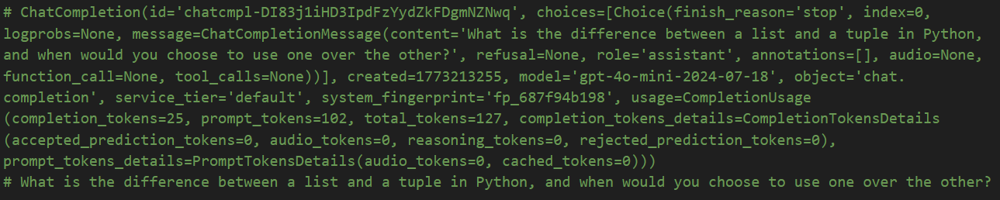 # ChatCompletion(id='chatcmpl-DI83j1iHD3IpdFzYydZkFDgmNZNwq', choices=[Choice(finish_reason='stop', index=0,
logprobs=None, message=ChatCompletionMessage(content='What is the difference between a list and a tuple in Python,
and when would you choose to use one over the other?', refusal=None, role='assistant', annotations=[], audio=None,
function_call=None, tool_calls=None))], created=1773213255, model='gpt-4o-mini-2024-07-18', object='chat.
completion', service_tier='default', system_fingerprint='fp_687f94b198', usage=CompletionUsage
(completion_tokens=25, prompt_tokens=102, total_tokens=127, completion_tokens_details=CompletionTokensDetails
(accepted_prediction_tokens=0, audio_tokens=0, reasoning_tokens=0, rejected_prediction_tokens=0),
prompt_tokens_details=PromptTokensDetails(audio_tokens=0, cached_tokens=0)))
# What is the difference between a list and a tuple in Python, and when would you choose to use one over the other?